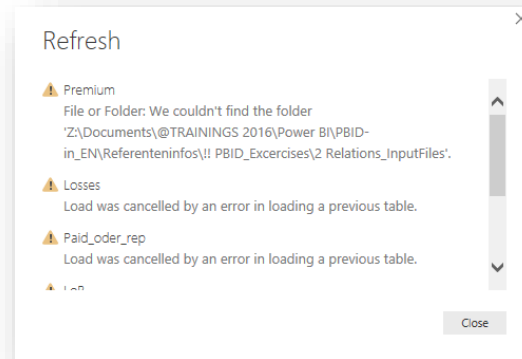 Refresh
Premium
File or Folder: We couldn't find the folder
'Z:\Documents\@TRAININGS 2016\Power BI\PBID-
in_EN\Referenteninfos\!! PBID_Excercises\2 Relations_InputFiles'.
Losses
Load was cancelled by an error in loading a previous table.
Paid_oder_rep
Load was cancelled by an error in loading a previous table.
Close